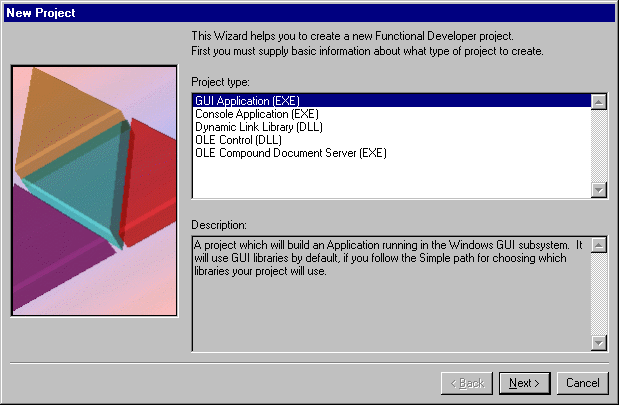 New Project
This Wizard helps you to create a new Functional Developer project.
First you must supply basic information about what type of project to create.
Project type:
GUI Application (EXE)
Console Application (EXE)
Dynamic Link Library (DLL)
OLE Control (DLL)
OLE Compound Document Server (EXE)
Description:
A project which will build an Application running in the Windows GUI subsystem.  It
will use GUI libraries by default, if you follow the Simple path for choosing which
libraries your project will use.
< Back
Next >
Cancel